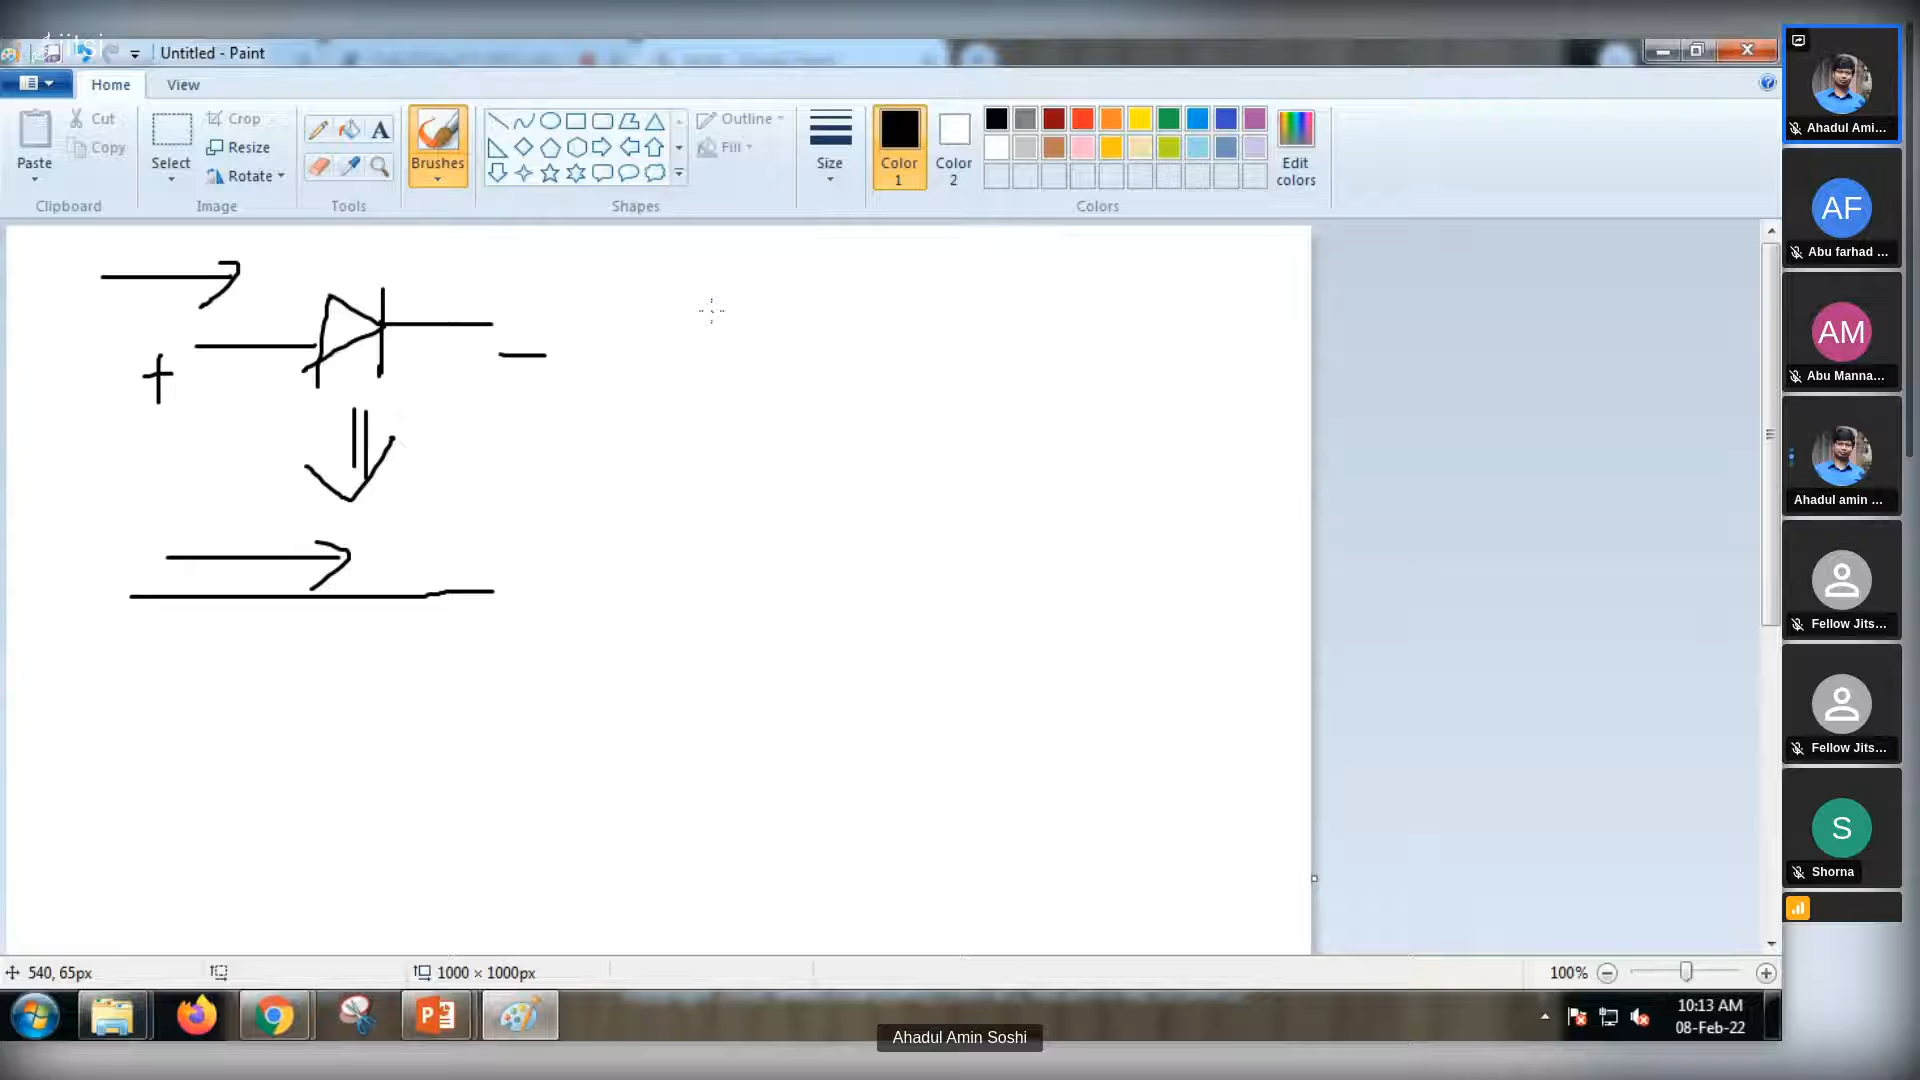 jitsi
Untitled - Paint
Home
View
Paste
Cut
Copy
Clipboard
Select
Crop
Resize
Rotate
Image
A
Tools
Brushes
Shapes
Outline
Fill
Size
Color
1
Color
2
Edit
colors
Colors
+
−
540, 65px
1000 × 1000px
100%
10:13 AM
08-Feb-22
Ahadul Amin Soshi
Ahadul Ami...
AF
Abu farhad ...
AM
Abu Manna...
Ahadul amin ...
Fellow Jits...
Fellow Jits...
S
Shorna